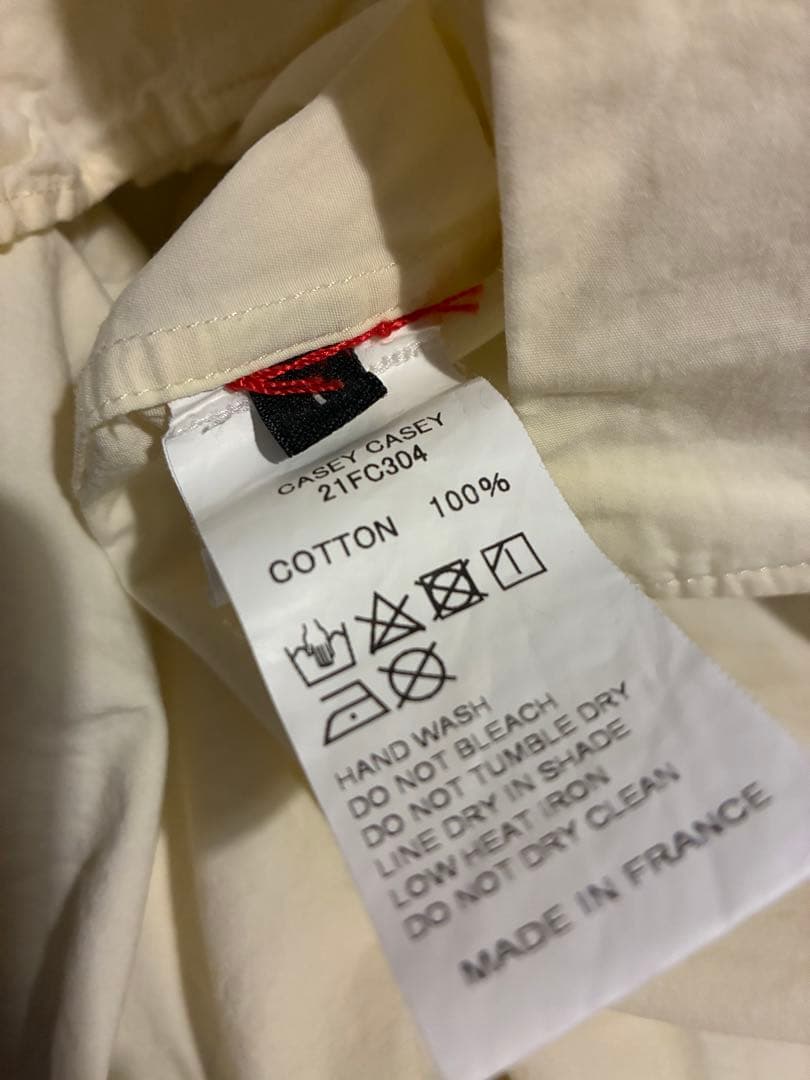 CASEY CASEY
21FC304
COTTON 100%
HAND WASH
DO NOT BLEACH
DO NOT TUMBLE DRY
LINE DRY IN SHADE
LOW HEAT IRON
DO NOT DRY CLEAN
MADE IN FRANCE